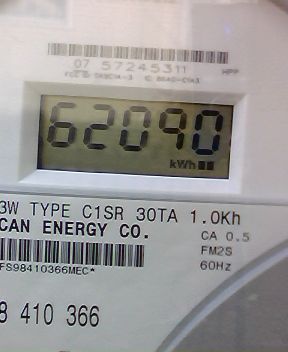 07 57245311
HPP
62090
kWh
3W TYPE C1SR 30TA 1.0Kh
CAN ENERGY CO.
CA 0.5
FM2S
FS98410366MEC*
60Hz
8 410 366